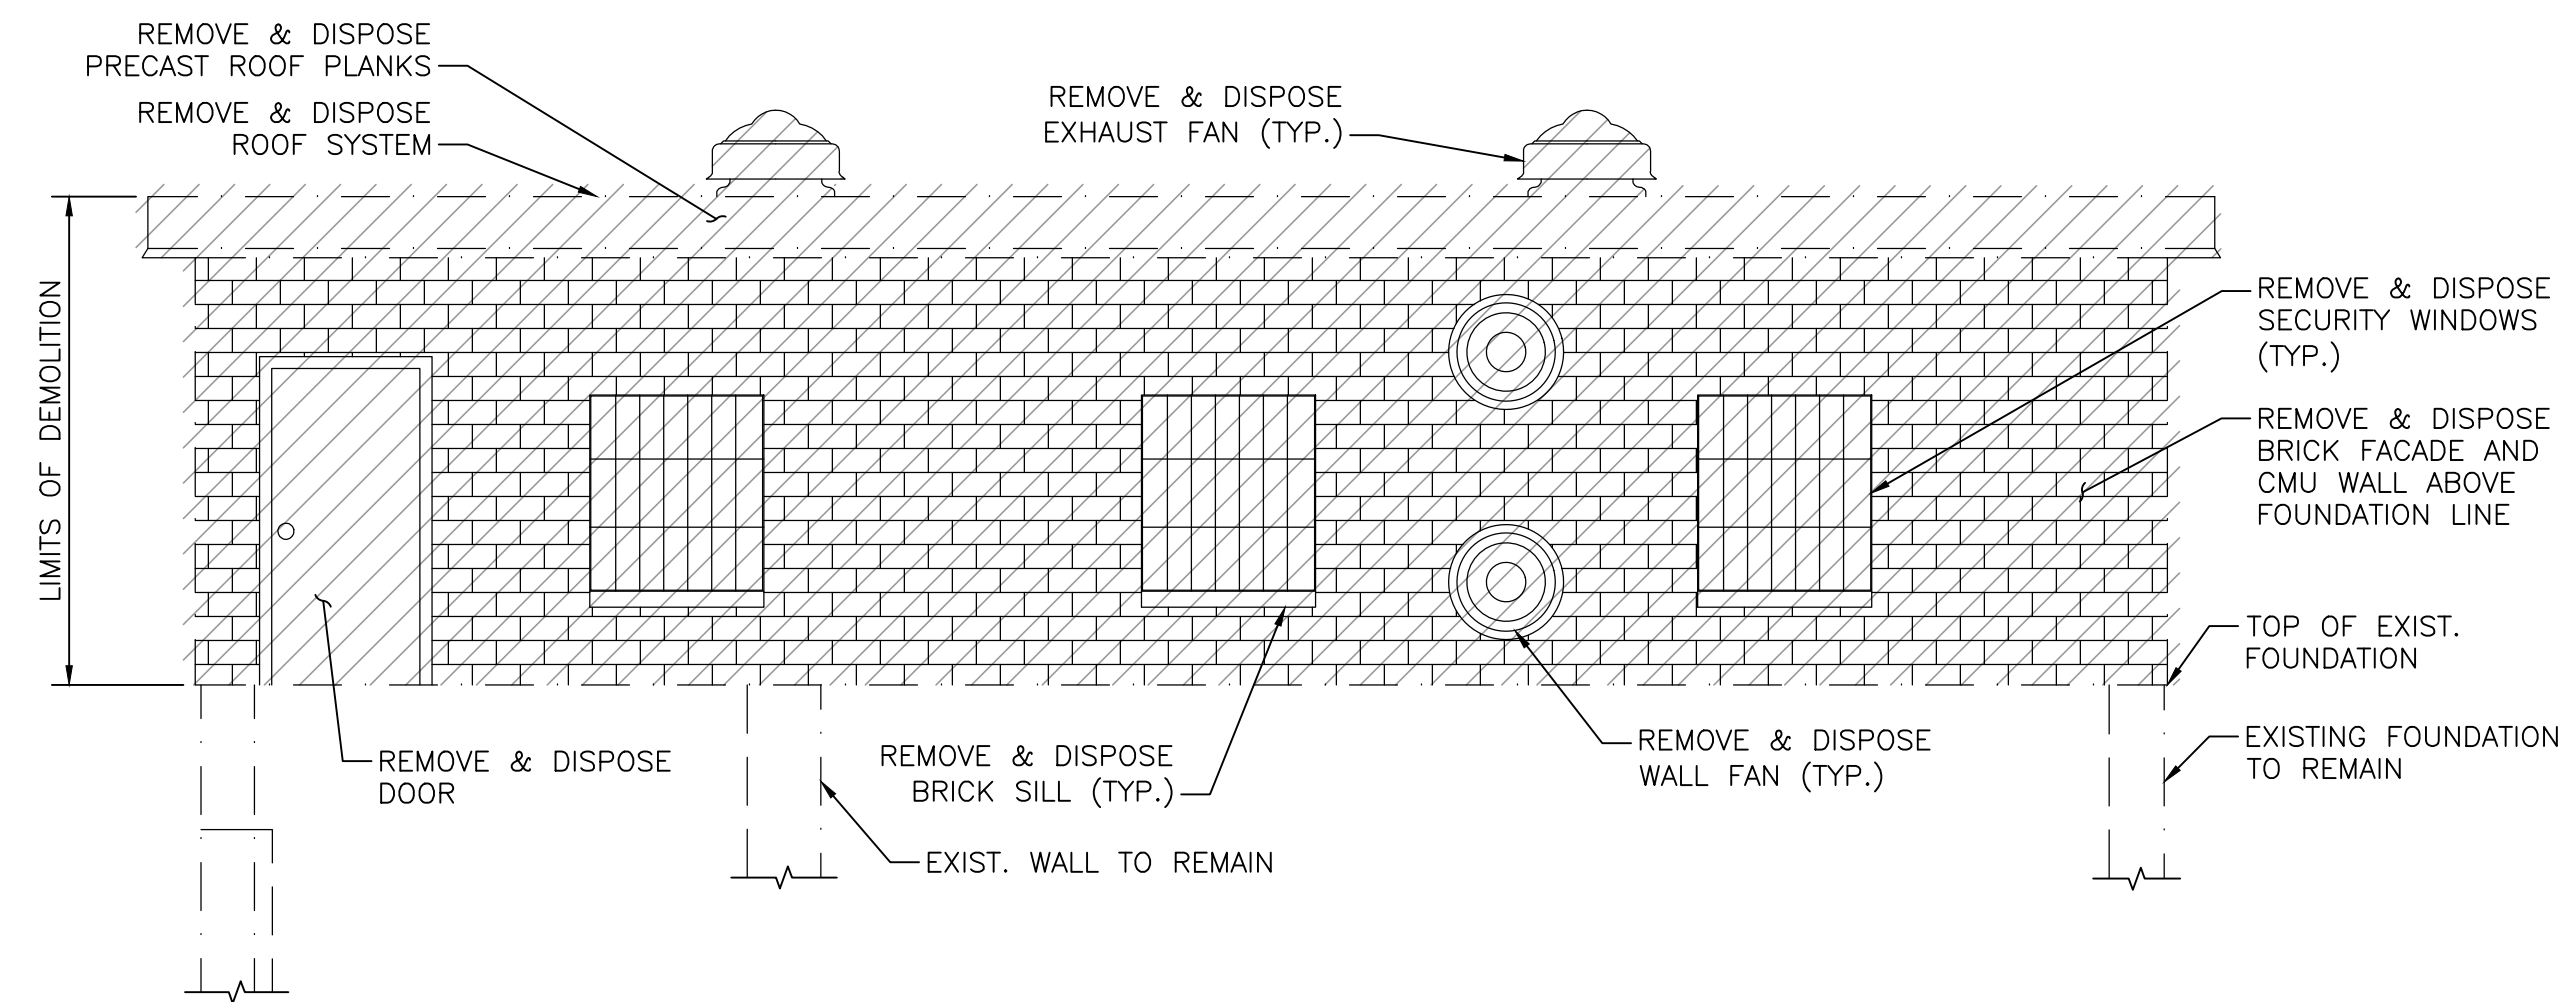 REMOVE & DISPOSE
PRECAST ROOF PLANKS
REMOVE & DISPOSE
ROOF SYSTEM
REMOVE & DISPOSE
EXHAUST FAN (TYP.)
LIMITS OF DEMOLITION
REMOVE & DISPOSE
SECURITY WINDOWS
(TYP.)
REMOVE & DISPOSE
BRICK FACADE AND
CMU WALL ABOVE
FOUNDATION LINE
TOP OF EXIST.
FOUNDATION
EXISTING FOUNDATION
TO REMAIN
REMOVE & DISPOSE
DOOR
REMOVE & DISPOSE
BRICK SILL (TYP.)
REMOVE & DISPOSE
WALL FAN (TYP.)
EXIST. WALL TO REMAIN